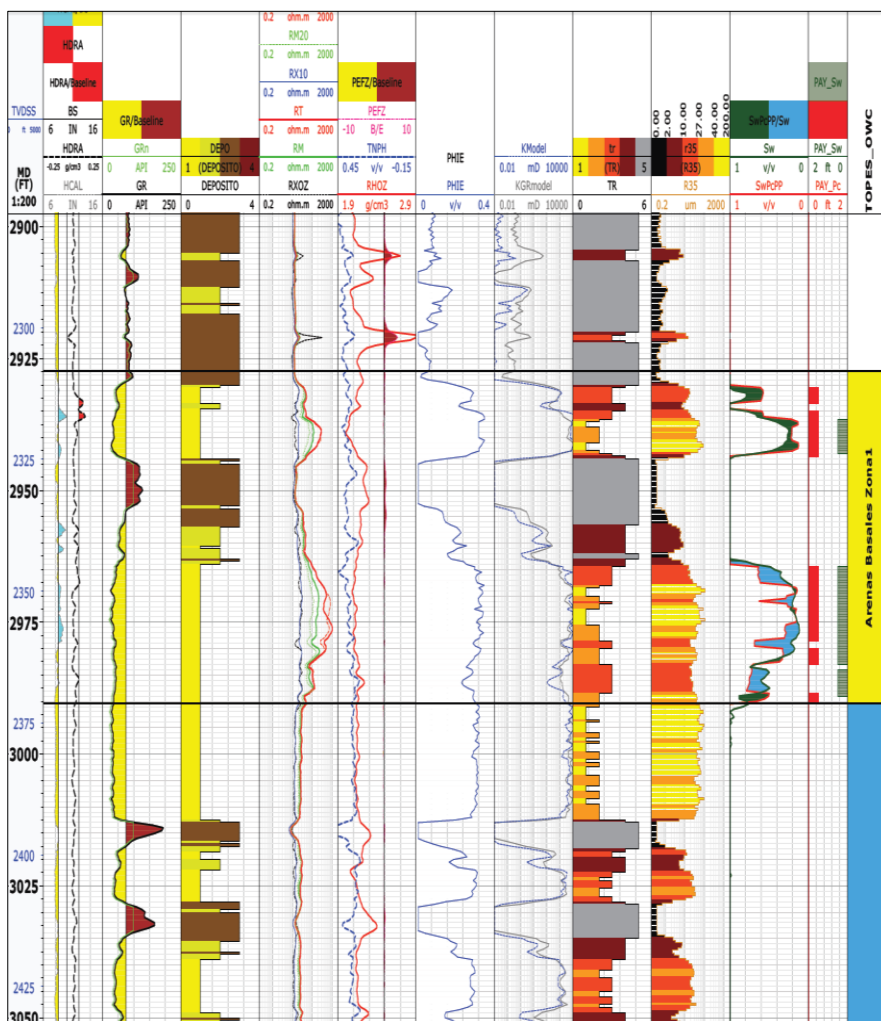 0.2 ohm.m 2000
HDRA
RM20
0.2 ohm.m 2000
PAY_Sw
HDRA/Baseline
RX10
PEFZ/Baseline
0.2 ohm.m 2000
GR/Baseline
SwPcPP/Sw
TVDSS
BS
RT
PEFZ
0 ft 5000
6 IN 16
0.2 ohm.m 2000
-10 B/E 10
0.00
2.00
10.00
27.00
40.00
200.00
HDRA
GRn
DEPO
RM
TNPH
PHIE
KModel
tr
r35
Sw
PAY_Sw
-0.25 g/cm3 0.25
0 API 250
1 (DEPOSITO) 4
0.2 ohm.m 2000
0.45 v/v -0.15
0.01 mD 10000
1 (TR) 5
(R35)
1 v/v 0
2 ft 0
MD
(FT)
HCAL
GR
DEPOSITO
RXOZ
RHOZ
PHIE
KGRmodel
TR
R35
SwPcPP
PAY_Pc
1:200
6 IN 16
0 API 250
0 4
0.2 ohm.m 2000
1.9 g/cm3 2.9
0 v/v 0.4
0.01 mD 10000
0 6
0.2 um 2000
1 v/v 0
0 ft 2
TOPES_OWC
2900
2300
2925
2325
2950
2350
2975
2375
3000
2400
3025
2425
3050
Arenas Basales Zona1